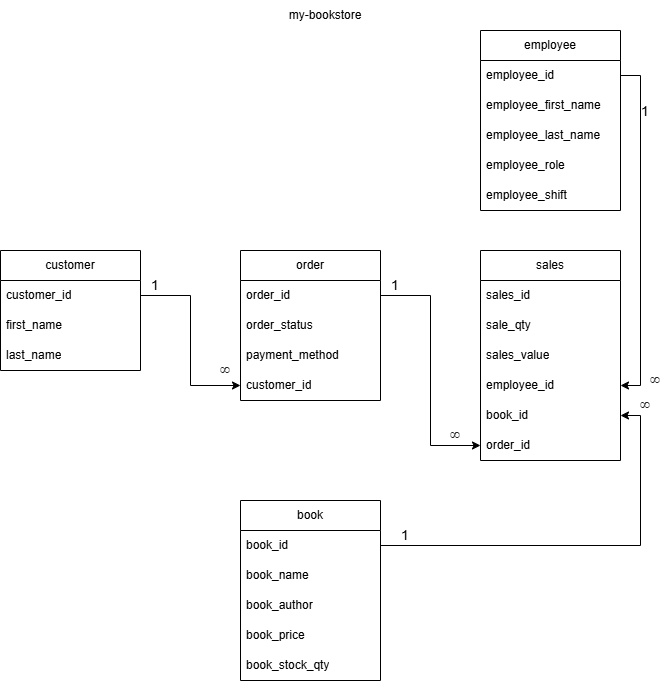 my-bookstore
employee
employee_id
employee_first_name
employee_last_name
employee_role
employee_shift
1
customer
customer_id
first_name
last_name
1
∞
order
order_id
order_status
payment_method
customer_id
1
∞
sales
sales_id
sale_qty
sales_value
employee_id
book_id
order_id
∞
∞
book
book_id
book_name
book_author
book_price
book_stock_qty
1